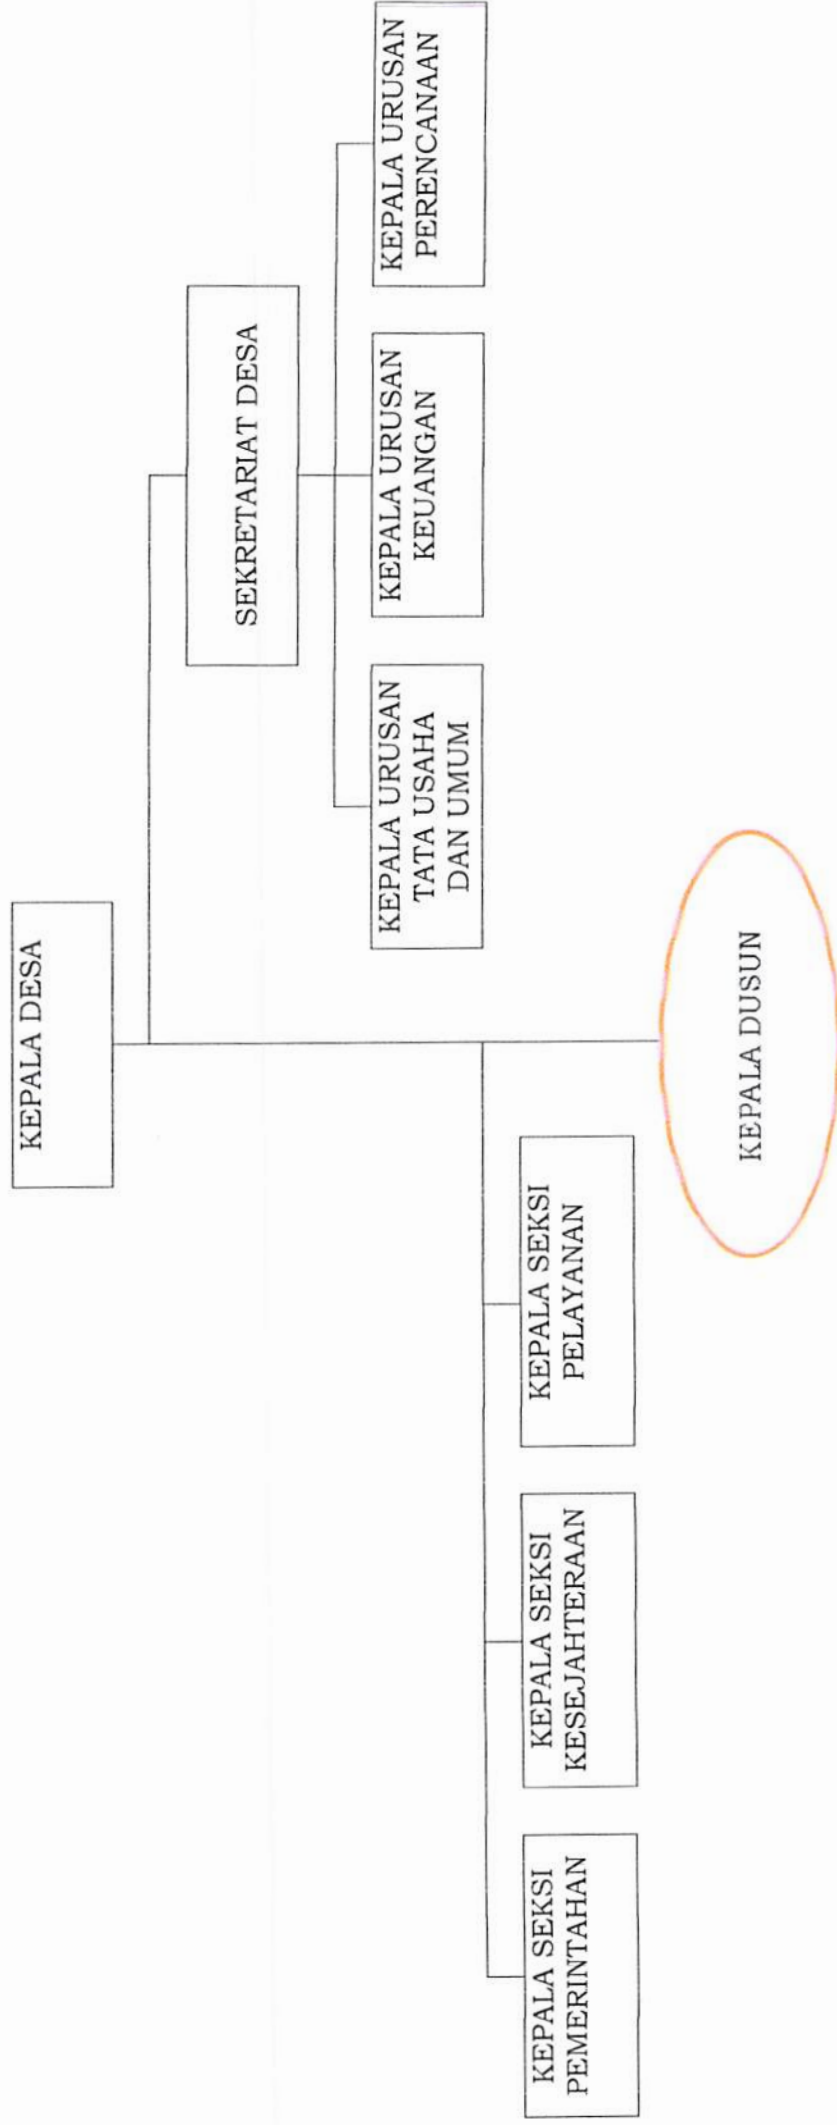 KEPALA DESA
SEKRETARIAT DESA
KEPALA URUSAN
TATA USAHA
DAN UMUM
KEPALA URUSAN
KEUANGAN
KEPALA URUSAN
PERENCANAAN
KEPALA SEKSI
PEMERINTAHAN
KEPALA SEKSI
KESEJAHTERAAN
KEPALA SEKSI
PELAYANAN
KEPALA DUSUN